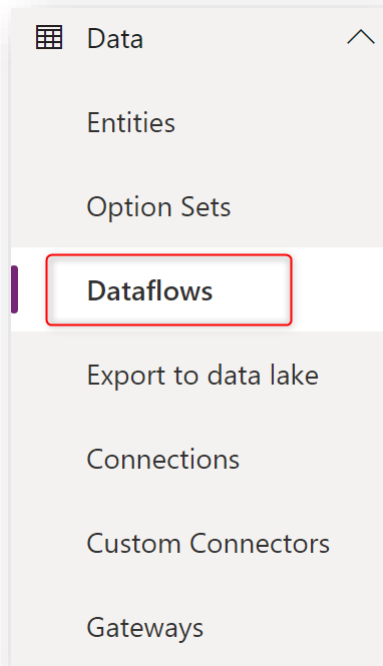 Data
Entities
Option Sets
Dataflows
Export to data lake
Connections
Custom Connectors
Gateways